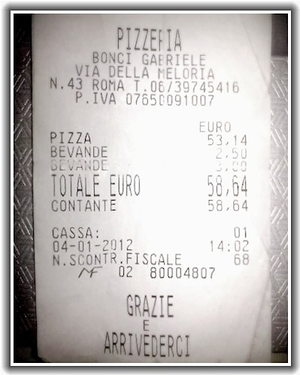 PIZZERIA
BONCI GABRIELE
VIA DELLA MELORIA
N.43 ROMA T.06/39745416
P.IVA 07650091007
EURO
PIZZA 53,14
BEVANDE 2,50
BEVANDE 3,00
TOTALE EURO 58,64
CONTANTE 58,64
CASSA: 01
04-01-2012 14:02
N.SCONTR.FISCALE 68
MF 02 80004807
GRAZIE
E
ARRIVEDERCI